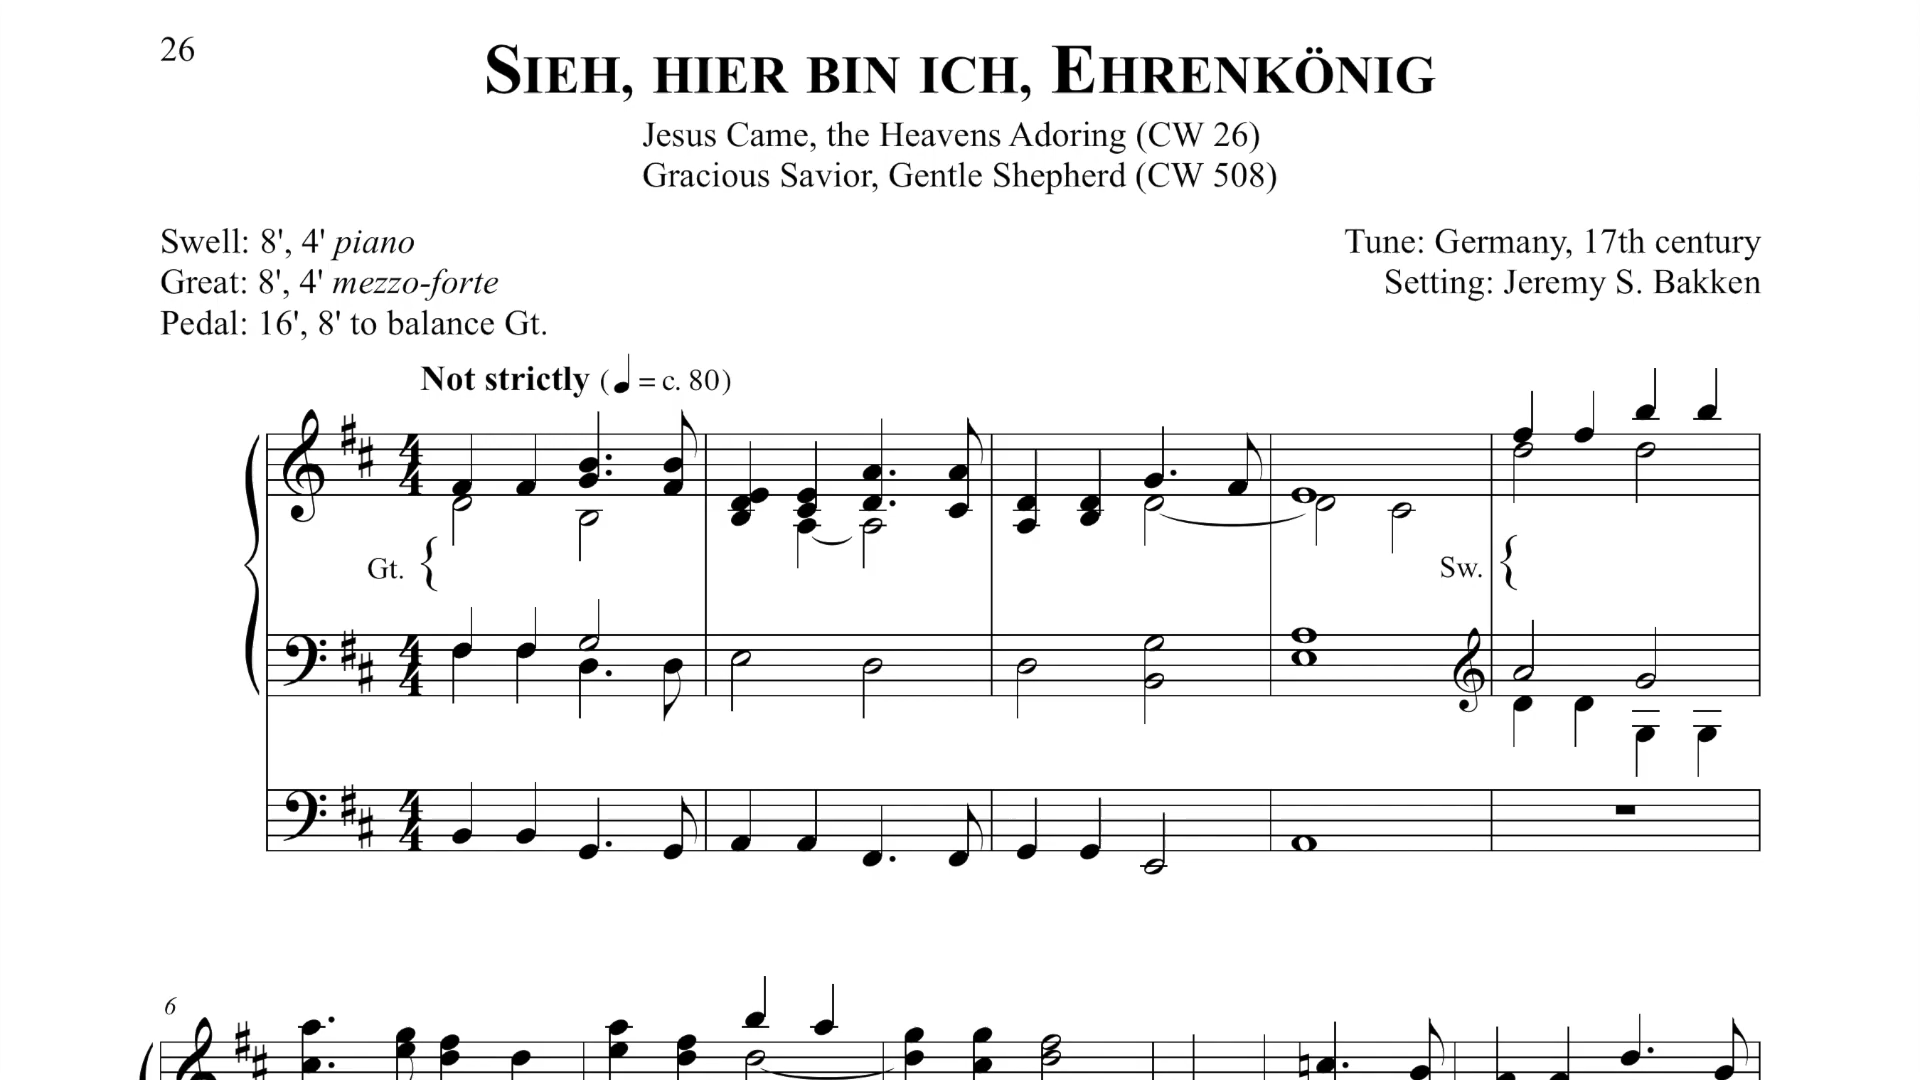 26
SIEH, HIER BIN ICH, EHRENKÖNIG
Jesus Came, the Heavens Adoring (CW 26)
Gracious Savior, Gentle Shepherd (CW 508)
Swell: 8', 4' piano
Great: 8', 4' mezzo-forte
Pedal: 16', 8' to balance Gt.
Tune: Germany, 17th century
Setting: Jeremy S. Bakken
Not strictly (♩ = c. 80)
Gt.
Sw.
6